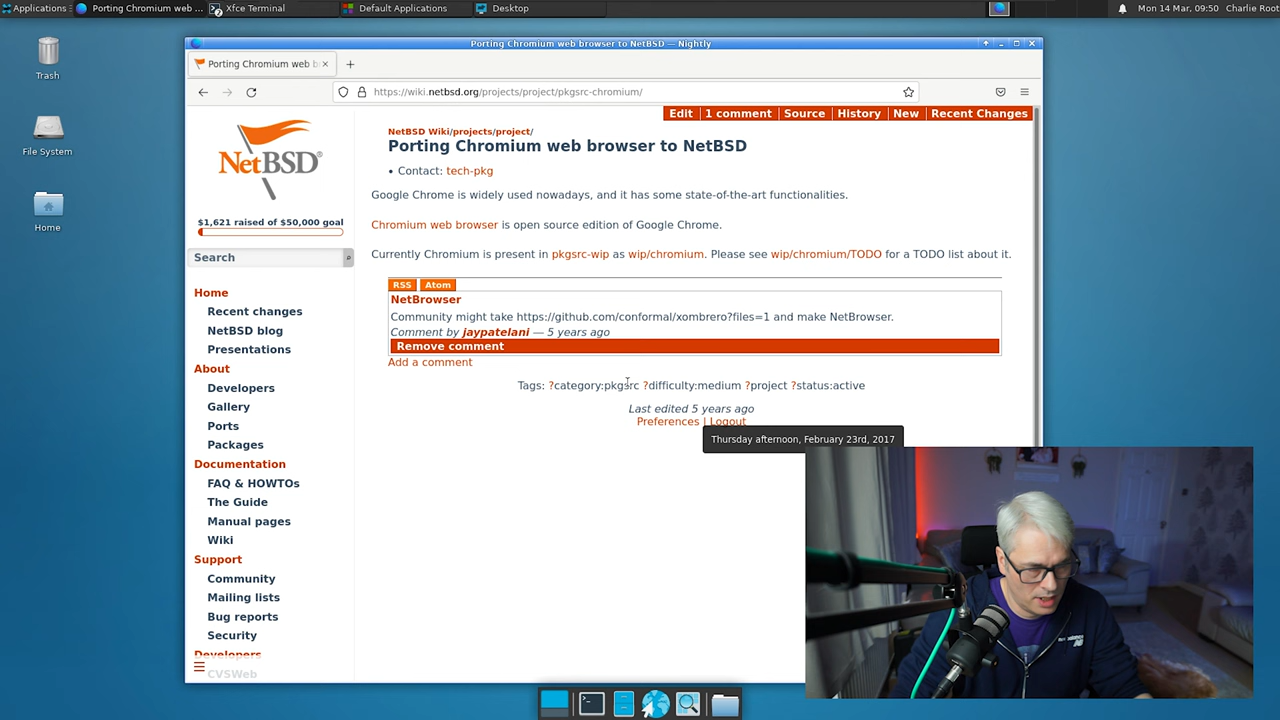 Applications
Porting Chromium web ...
Xfce Terminal
Default Applications
Desktop
Mon 14 Mar, 09:50
Charlie Root
Trash
File System
Home
Porting Chromium web browser to NetBSD — Nightly
Porting Chromium web b
https://wiki.netbsd.org/projects/project/pkgsrc-chromium/
Edit
1 comment
Source
History
New
Recent Changes
NetBSD®
$1,621 raised of $50,000 goal
Search
Home
Recent changes
NetBSD blog
Presentations
About
Developers
Gallery
Ports
Packages
Documentation
FAQ & HOWTOs
The Guide
Manual pages
Wiki
Support
Community
Mailing lists
Bug reports
Security
Developers
CVSWeb
NetBSD Wiki/projects/project/
Porting Chromium web browser to NetBSD
• Contact: tech-pkg
Google Chrome is widely used nowadays, and it has some state-of-the-art functionalities.
Chromium web browser is open source edition of Google Chrome.
Currently Chromium is present in pkgsrc-wip as wip/chromium. Please see wip/chromium/TODO for a TODO list about it.
RSS Atom
NetBrowser
Community might take https://github.com/conformal/xombrero?files=1 and make NetBrowser.
Comment by jaypatelani — 5 years ago
Remove comment
Add a comment
Tags: ?category:pkgsrc ?difficulty:medium ?project ?status:active
Last edited 5 years ago
Preferences | Logout
Thursday afternoon, February 23rd, 2017